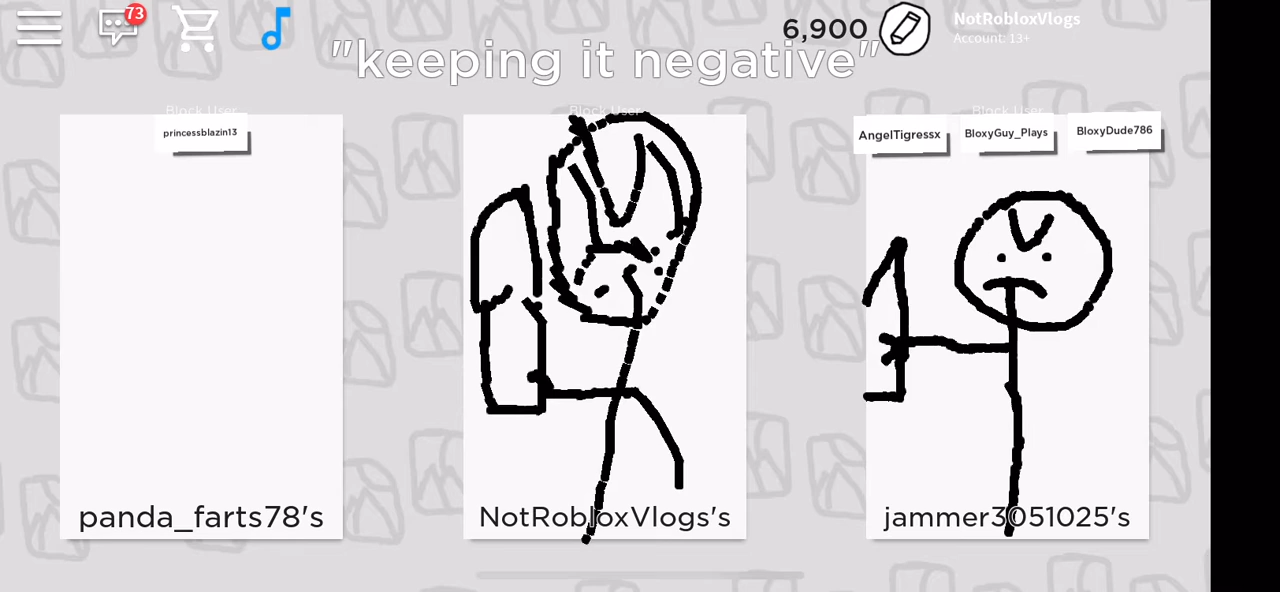 73
6,900
NotRobloxVlogs
Account: 13+
"keeping it negative"
Block User
Block User
Block User
princessblazin13
AngelTigressx
BloxyGuy_Plays
BloxyDude786
panda_farts78's
NotRobloxVlogs's
jammer3051025's